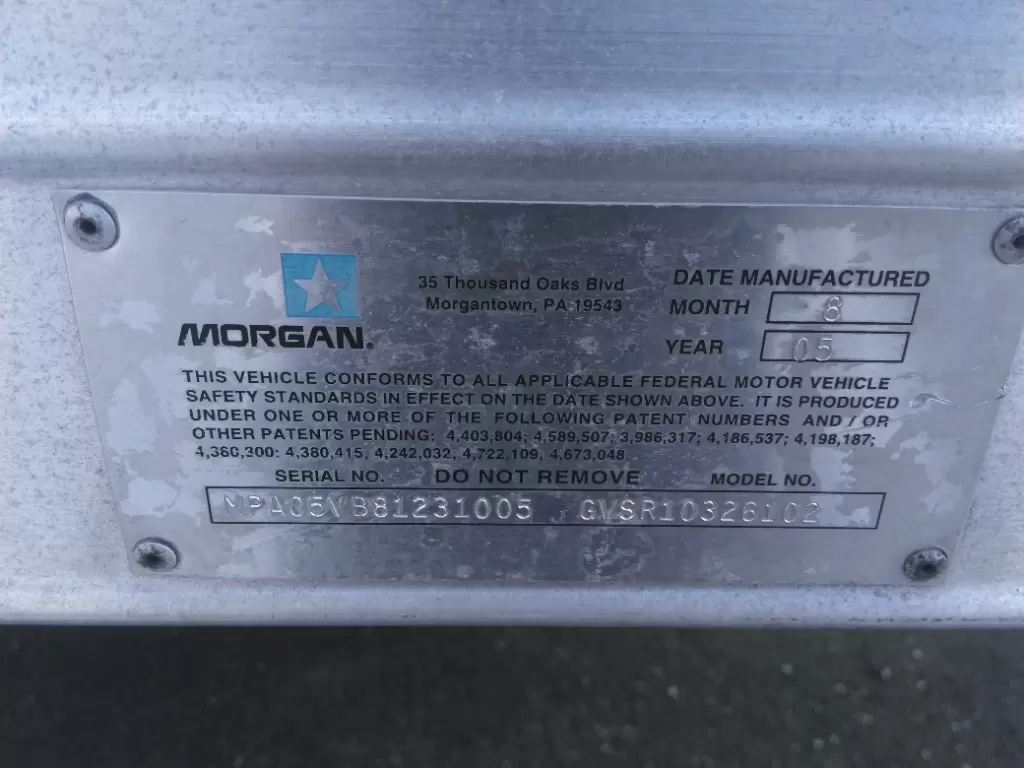 MORGAN
35 Thousand Oaks Blvd
Morgantown, PA 19543
DATE MANUFACTURED
MONTH 8
YEAR 05
THIS VEHICLE CONFORMS TO ALL APPLICABLE FEDERAL MOTOR VEHICLE
SAFETY STANDARDS IN EFFECT ON THE DATE SHOWN ABOVE. IT IS PRODUCED
UNDER ONE OR MORE OF THE FOLLOWING PATENT NUMBERS AND / OR
OTHER PATENTS PENDING: 4,403,804; 4,589,507; 3,986,317; 4,186,537; 4,198,187;
4,360,300: 4,380,415, 4,242,032, 4,722,109, 4,673,048.
SERIAL NO. DO NOT REMOVE MODEL NO.
MPA05VB81231005 GVSR10326102